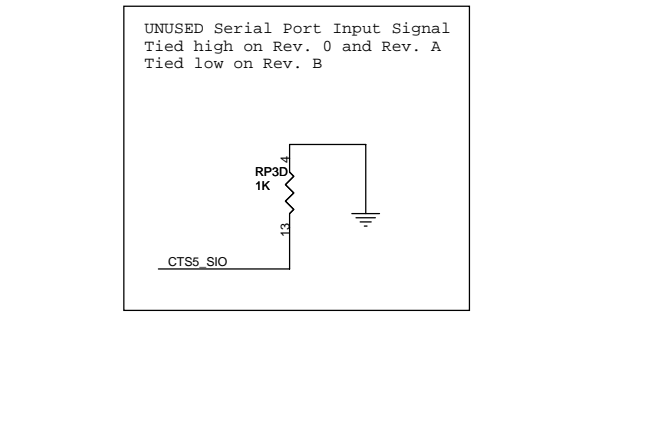 UNUSED Serial Port Input Signal
Tied high on Rev. 0 and Rev. A
Tied low on Rev. B
4
RP3D
1K
13
CTS5_SIO